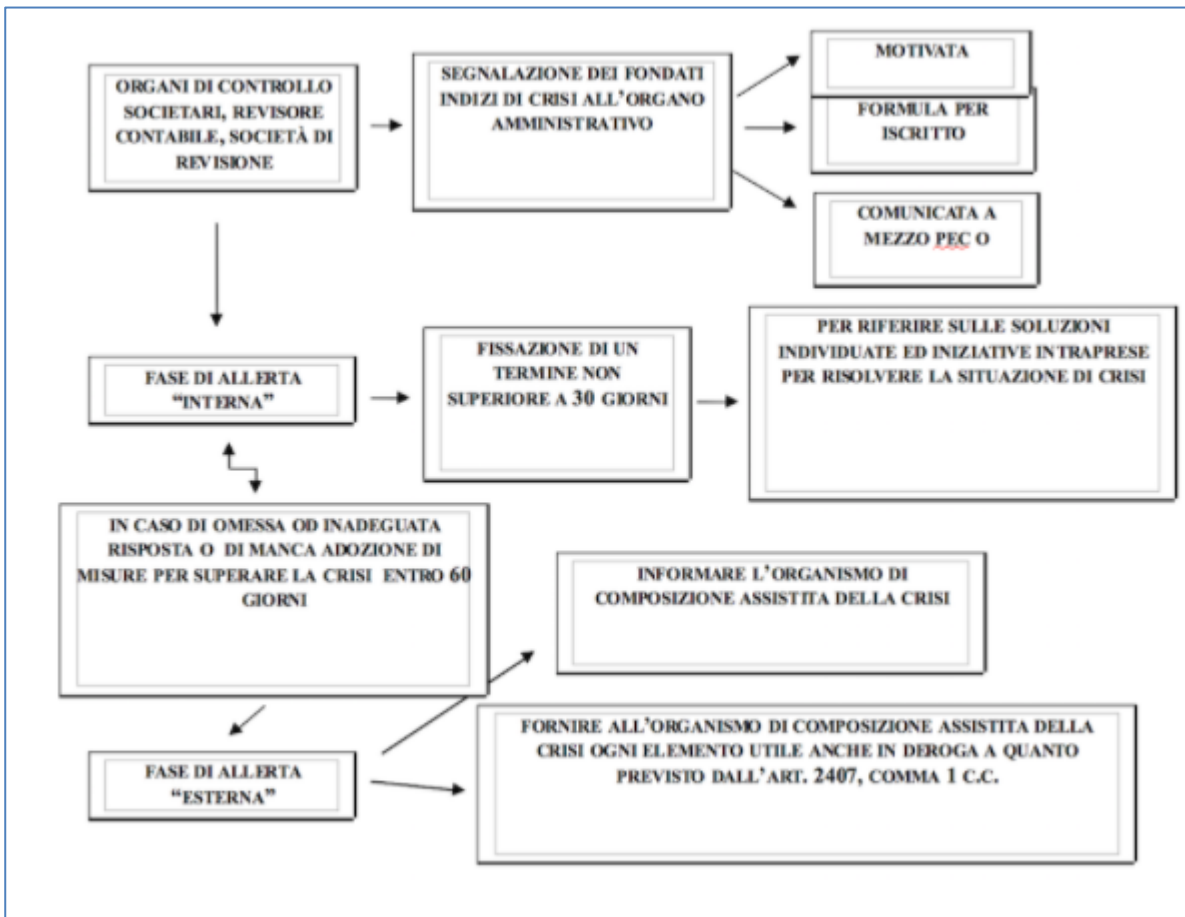 ORGANI DI CONTROLLO
SOCIETARI, REVISORE
CONTABILE, SOCIETÀ DI
REVISIONE
SEGNALAZIONE DEI FONDATI
INDIZI DI CRISI ALL’ORGANO
AMMINISTRATIVO
MOTIVATA
FORMULA PER
ISCRITTO
COMUNICATA A
MEZZO PEC O
FASE DI ALLERTA
“INTERNA”
FISSAZIONE DI UN
TERMINE NON
SUPERIORE A 30 GIORNI
PER RIFERIRE SULLE SOLUZIONI
INDIVIDUATE ED INIZIATIVE INTRAPRESE
PER RISOLVERE LA SITUAZIONE DI CRISI
IN CASO DI OMESSA OD INADEGUATA
RISPOSTA O DI MANCA ADOZIONE DI
MISURE PER SUPERARE LA CRISI ENTRO 60
GIORNI
INFORMARE L’ORGANISMO DI
COMPOSIZIONE ASSISTITA DELLA CRISI
FASE DI ALLERTA
“ESTERNA”
FORNIRE ALL’ORGANISMO DI COMPOSIZIONE ASSISTITA DELLA
CRISI OGNI ELEMENTO UTILE ANCHE IN DEROGA A QUANTO
PREVISTO DALL’ART. 2407, COMMA 1 C.C.